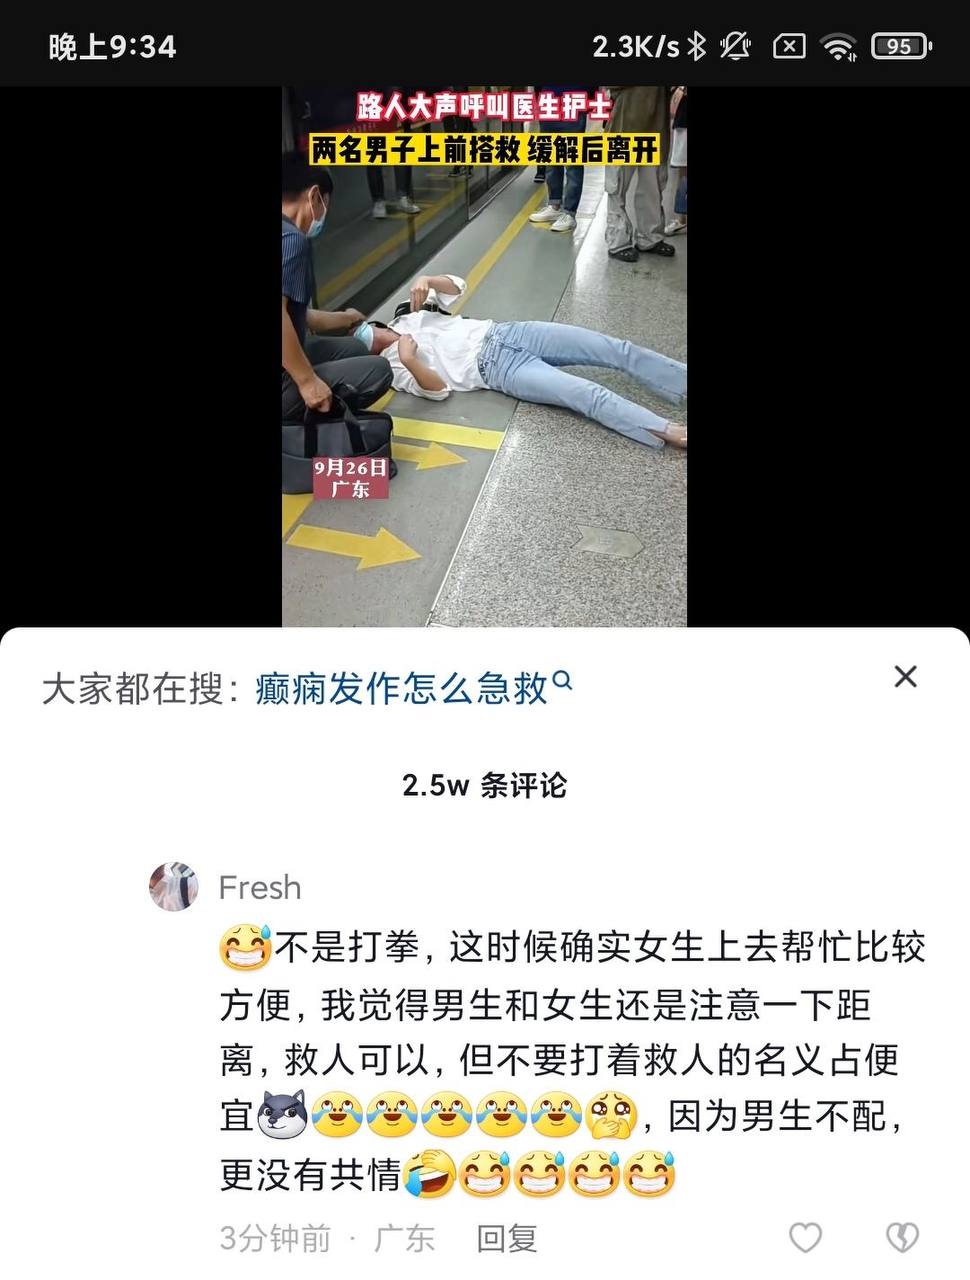 晚上9:34
2.3K/s
95
路人大声呼叫医生护士
两名男子上前搭救 缓解后离开
9月26日
广东
大家都在搜：癫痫发作怎么急救
2.5w 条评论
Fresh
😅不是打拳，这时候确实女生上去帮忙比较
方便，我觉得男生和女生还是注意一下距
离，救人可以，但不要打着救人的名义占便
宜，因为男生不配，
更没有共情🤣😅😅😅😅
3分钟前 · 广东 回复